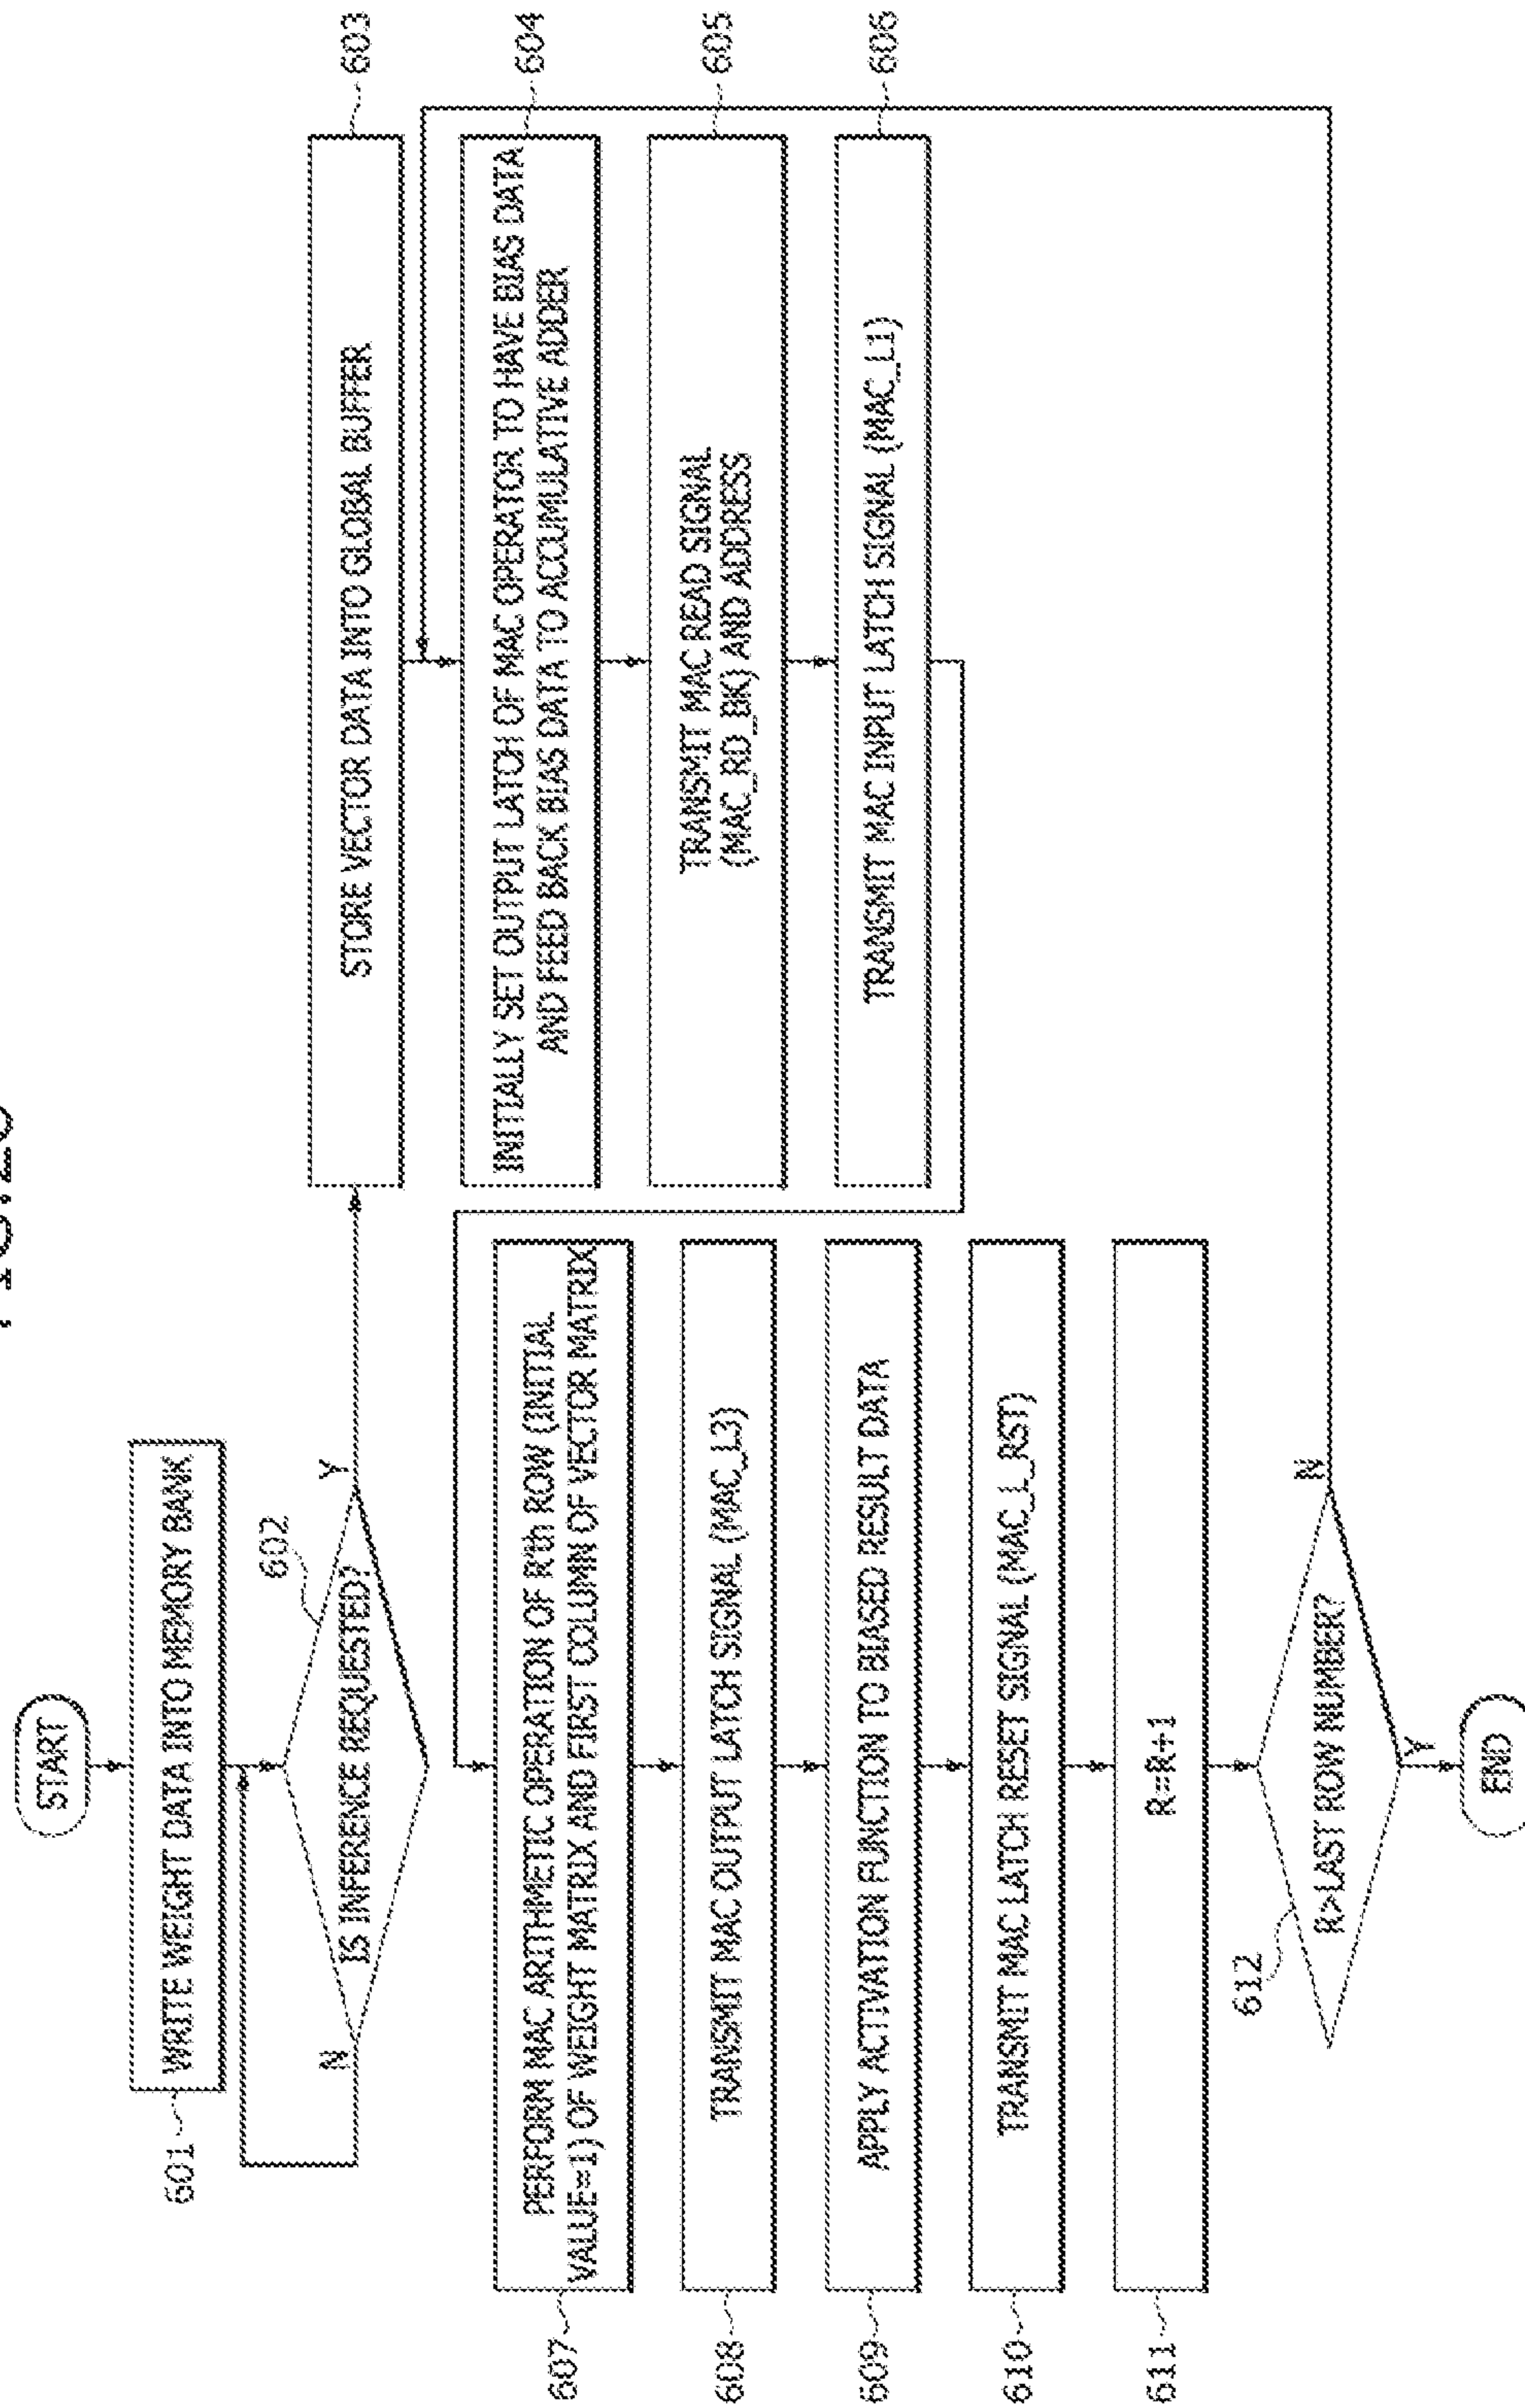 START
601
WRITE WEIGHT DATA INTO MEMORY BANK
602
IS INFERENCE REQUESTED?
N
Y
603
STORE VECTOR DATA INTO GLOBAL BUFFER
604
INITIALLY SET OUTPUT LATCH OF MAC OPERATOR TO HAVE BIAS DATA
AND FEED BACK BIAS DATA TO ACCUMULATIVE ADDER
605
TRANSMIT MAC READ SIGNAL
(MAC_RD_BK) AND ADDRESS
606
TRANSMIT MAC INPUT LATCH SIGNAL (MAC_L1)
607
PERFORM MAC ARITHMETIC OPERATION OF R'th ROW (INITIAL
VALUE=1) OF WEIGHT MATRIX AND FIRST COLUMN OF VECTOR MATRIX
608
TRANSMIT MAC OUTPUT LATCH SIGNAL (MAC_L3)
609
APPLY ACTIVATION FUNCTION TO BIASED RESULT DATA
610
TRANSMIT MAC LATCH RESET SIGNAL (MAC_L_RST)
611
R=R+1
612
R>LAST ROW NUMBER?
N
Y
END